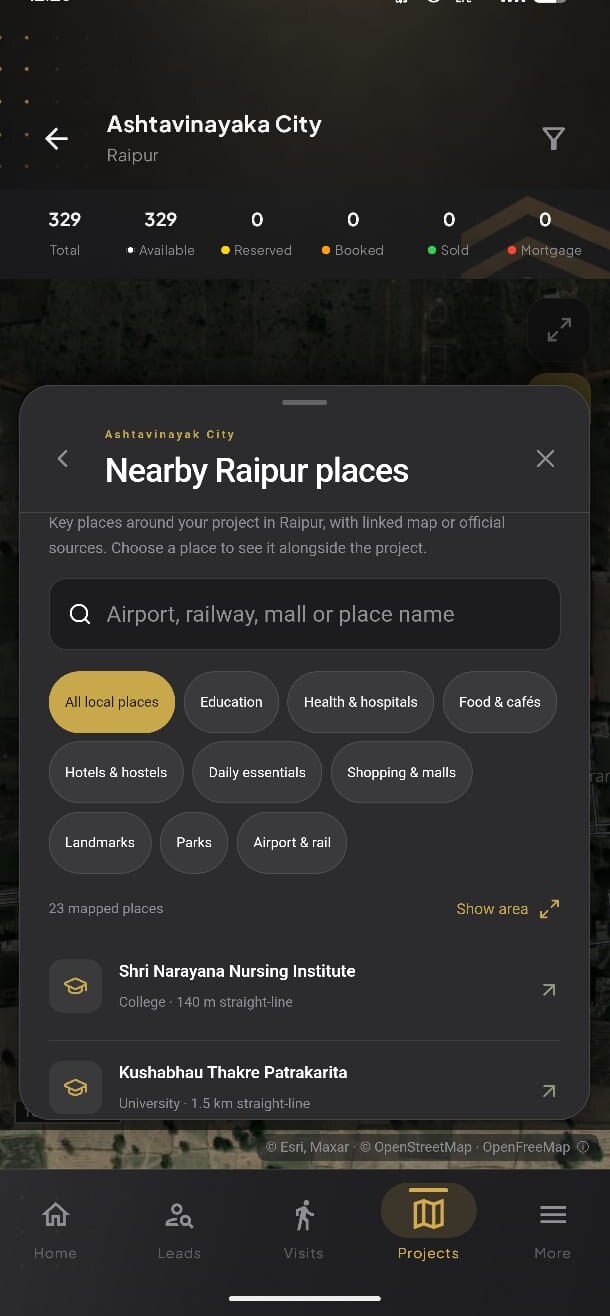 Ashtavinayaka City
Raipur
329 329 0 0 0 0
Total Available Reserved Booked Sold Mortgage
Ashtavinayak City
Nearby Raipur places
Key places around your project in Raipur, with linked map or official
sources. Choose a place to see it alongside the project.
Airport, railway, mall or place name
All local places Education Health & hospitals Food & cafés
Hotels & hostels Daily essentials Shopping & malls
Landmarks Parks Airport & rail
23 mapped places Show area
Shri Narayana Nursing Institute
College · 140 m straight-line
Kushabhau Thakre Patrakarita
University · 1.5 km straight-line
© Esri, Maxar · © OpenStreetMap · OpenFreeMap
Home Leads Visits Projects More